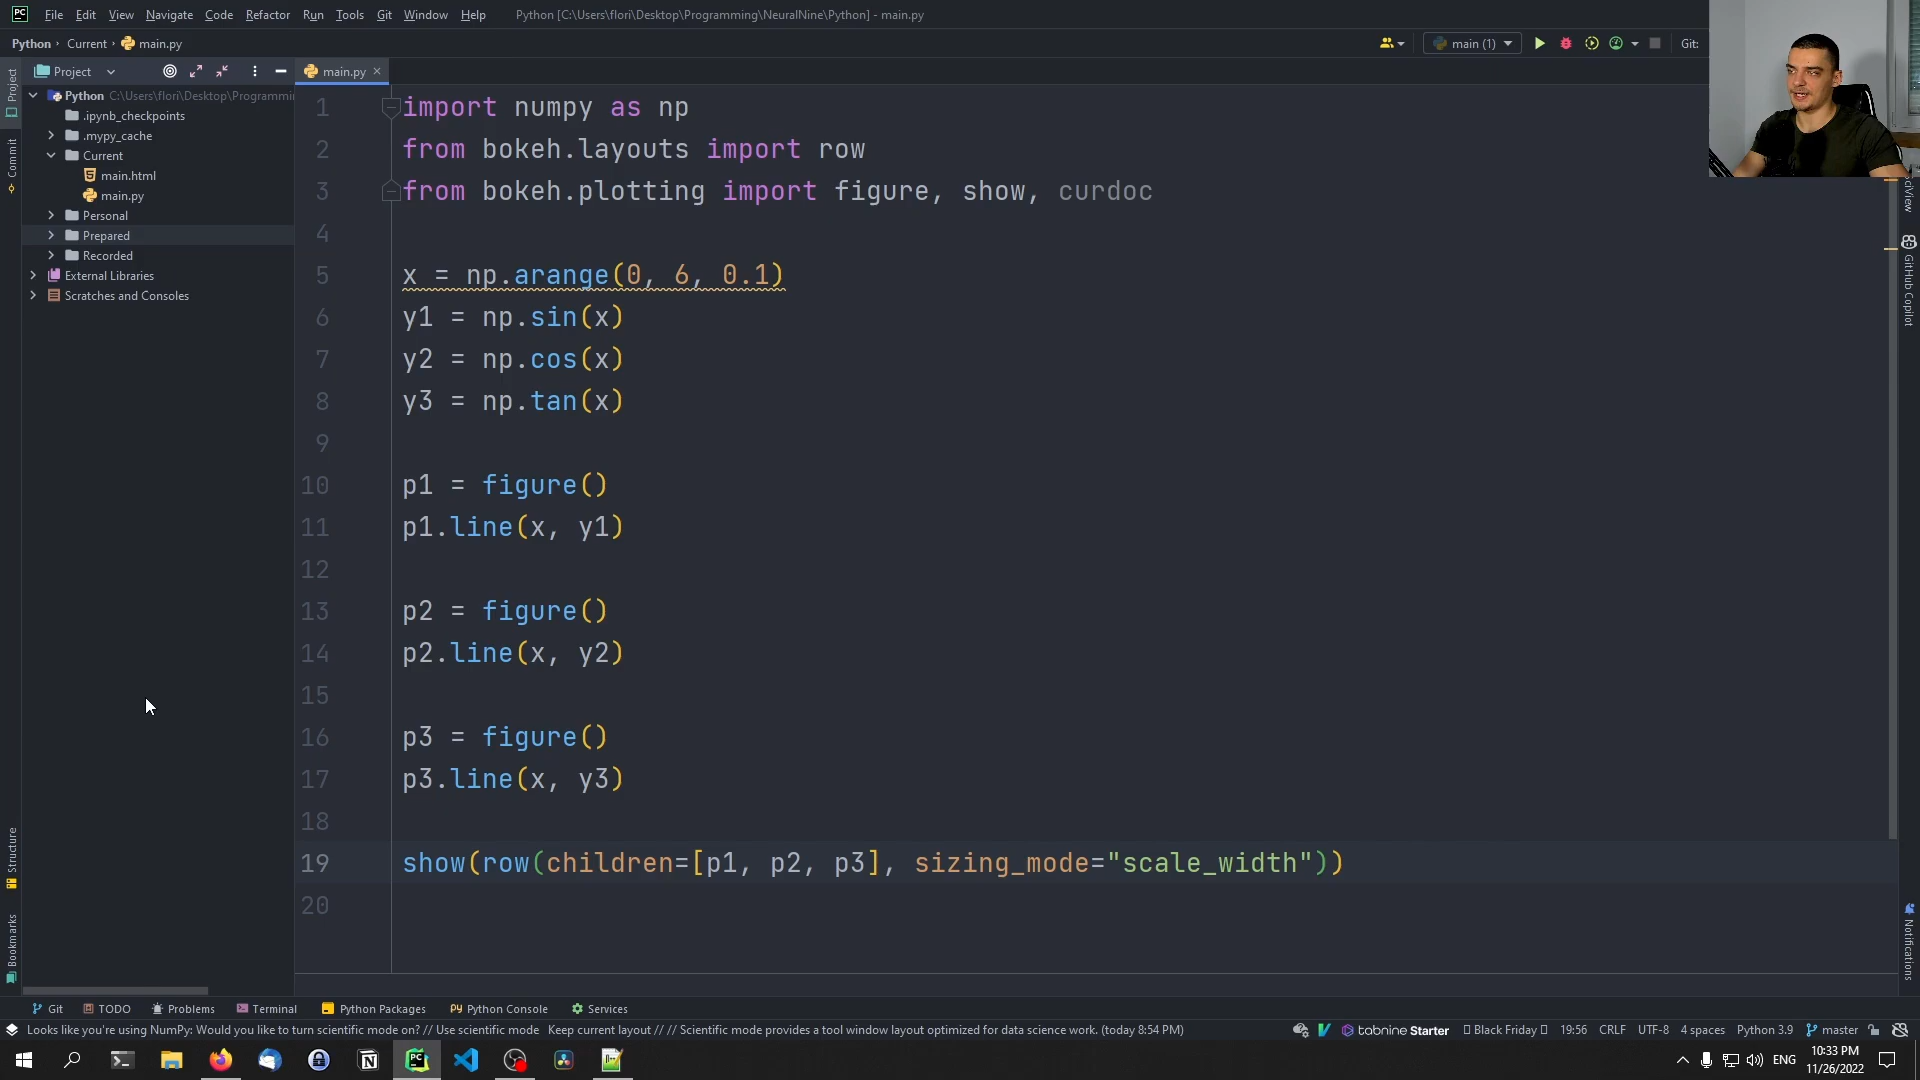 PC File Edit View Navigate Code Refactor Run Tools Git Window Help Python [C:\Users\flori\Desktop\Programming\NeuralNine\Python] - main.py
Python › Current › main.py main (1) Git:
Project main.py
Project
Commit
Structure
Bookmarks
Python C:\Users\flori\Desktop\Programmi
.ipynb_checkpoints
.mypy_cache
Current
main.html
main.py
Personal
Prepared
Recorded
External Libraries
Scratches and Consoles
1 import numpy as np
2 from bokeh.layouts import row
3 from bokeh.plotting import figure, show, curdoc
4
5 x = np.arange(0, 6, 0.1)
6 y1 = np.sin(x)
7 y2 = np.cos(x)
8 y3 = np.tan(x)
9
10 p1 = figure()
11 p1.line(x, y1)
12
13 p2 = figure()
14 p2.line(x, y2)
15
16 p3 = figure()
17 p3.line(x, y3)
18
19 show(row(children=[p1, p2, p3], sizing_mode="scale_width"))
20
GitHub Copilot
Notifications
Git TODO Problems Terminal Python Packages Python Console Services
Looks like you're using NumPy: Would you like to turn scientific mode on? // Use scientific mode Keep current layout // // Scientific mode provides a tool window layout optimized for data science work. (today 8:54 PM) tabnine Starter Black Friday 19:56 CRLF UTF-8 4 spaces Python 3.9 master
ENG 10:33 PM
11/26/2022